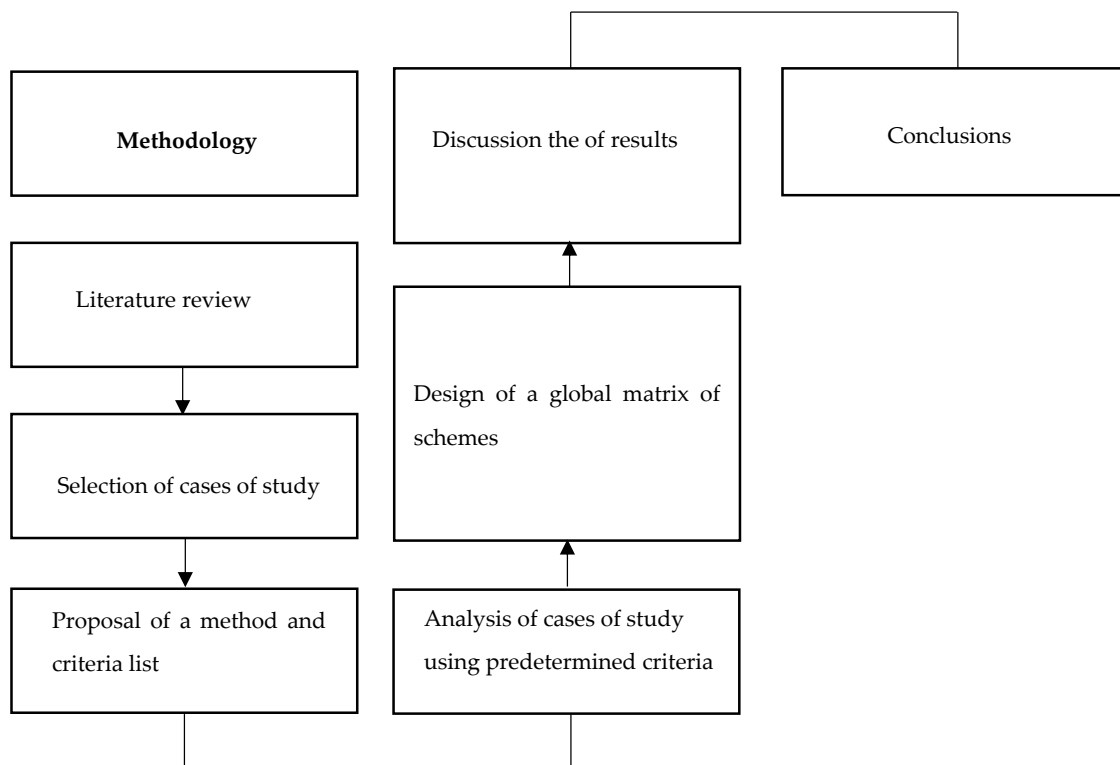 Methodology
Literature review
Selection of cases of study
Proposal of a method and
criteria list
Analysis of cases of study
using predetermined criteria
Design of a global matrix of
schemes
Discussion the of results
Conclusions